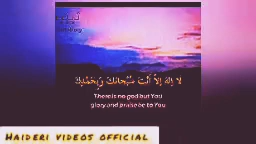 لَا إِلٰهَ إِلَّا أَنْتَ سُبْحَانَكَ وَبِحَمْدِكَ
There is no god but You
glory and praise be to You
HAIDERI VIDEOS OFFICIAL